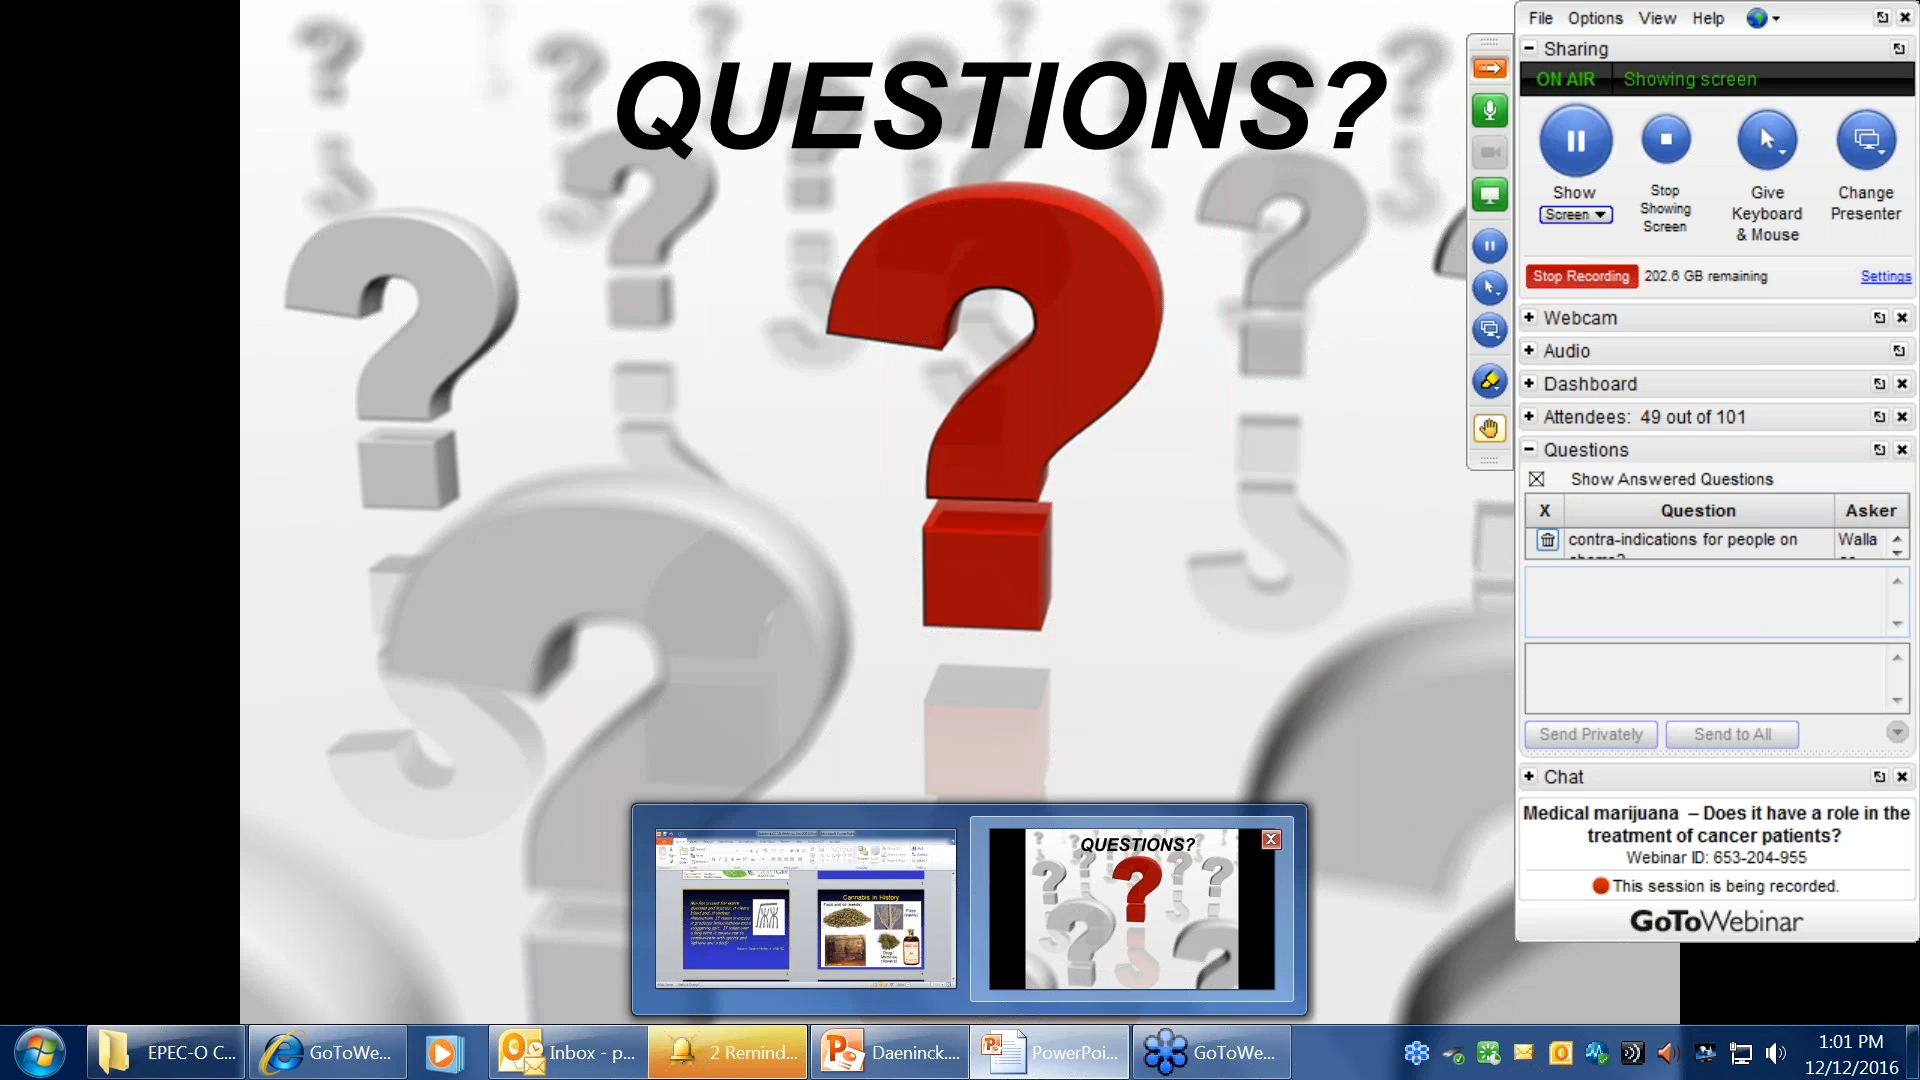 QUESTIONS?
File Options View Help
Sharing
ON AIR Showing screen
Show
Screen
Stop
Showing
Screen
Give
Keyboard
& Mouse
Change
Presenter
Stop Recording 202.6 GB remaining Settings
Webcam
Audio
Dashboard
Attendees: 49 out of 101
Questions
Show Answered Questions
X Question Asker
contra-indications for people on Walla
Send Privately Send to All
Chat
Medical marijuana – Does it have a role in the
treatment of cancer patients?
Webinar ID: 653-204-955
This session is being recorded.
GoToWebinar
Cannabis in History
QUESTIONS?
EPEC-O C...
GoToWe...
Inbox - p...
2 Remind...
Daeninck....
PowerPoi...
GoToWe...
1:01 PM
12/12/2016